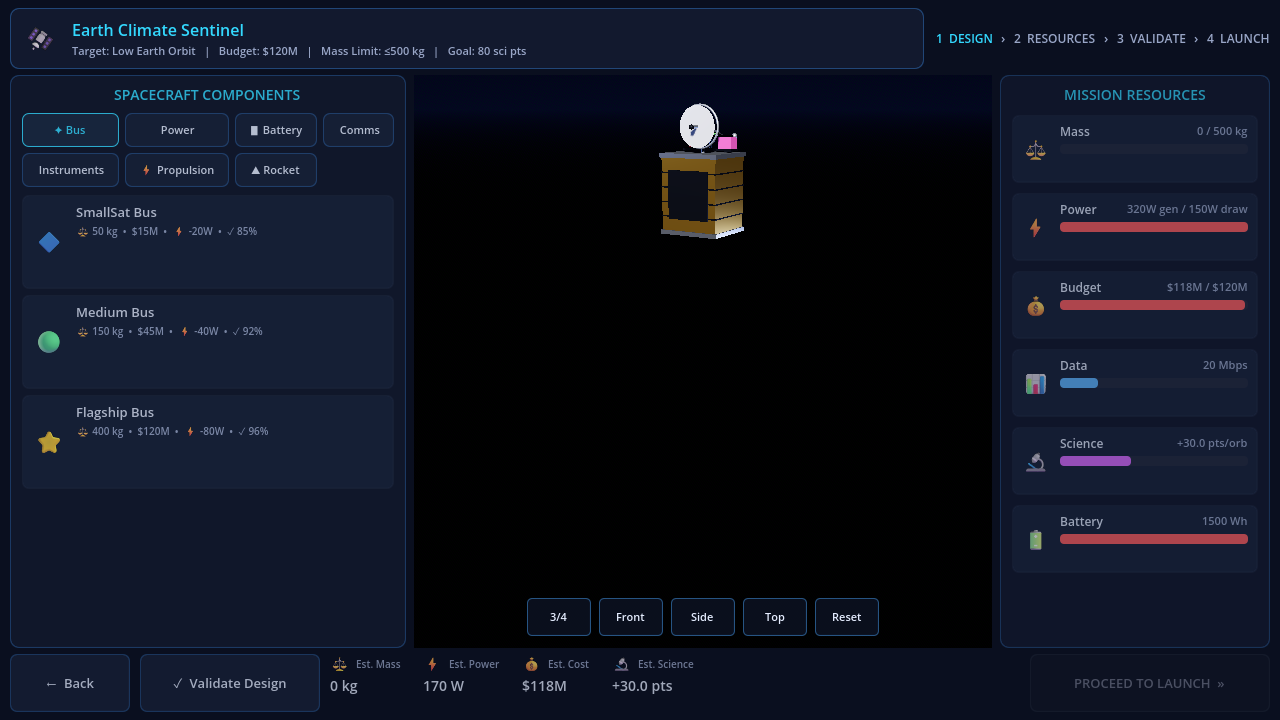 Earth Climate Sentinel
Target: Low Earth Orbit | Budget: $120M | Mass Limit: ≤500 kg | Goal: 80 sci pts
1 DESIGN › 2 RESOURCES › 3 VALIDATE › 4 LAUNCH
SPACECRAFT COMPONENTS
✦ Bus
Power
Battery
Comms
Instruments
Propulsion
▲ Rocket
SmallSat Bus
50 kg • $15M • -20W • ✓ 85%
Medium Bus
150 kg • $45M • -40W • ✓ 92%
Flagship Bus
400 kg • $120M • -80W • ✓ 96%
3/4
Front
Side
Top
Reset
MISSION RESOURCES
Mass 0 / 500 kg
Power 320W gen / 150W draw
Budget $118M / $120M
Data 20 Mbps
Science +30.0 pts/orb
Battery 1500 Wh
← Back
✓ Validate Design
Est. Mass
0 kg
Est. Power
170 W
Est. Cost
$118M
Est. Science
+30.0 pts
PROCEED TO LAUNCH »